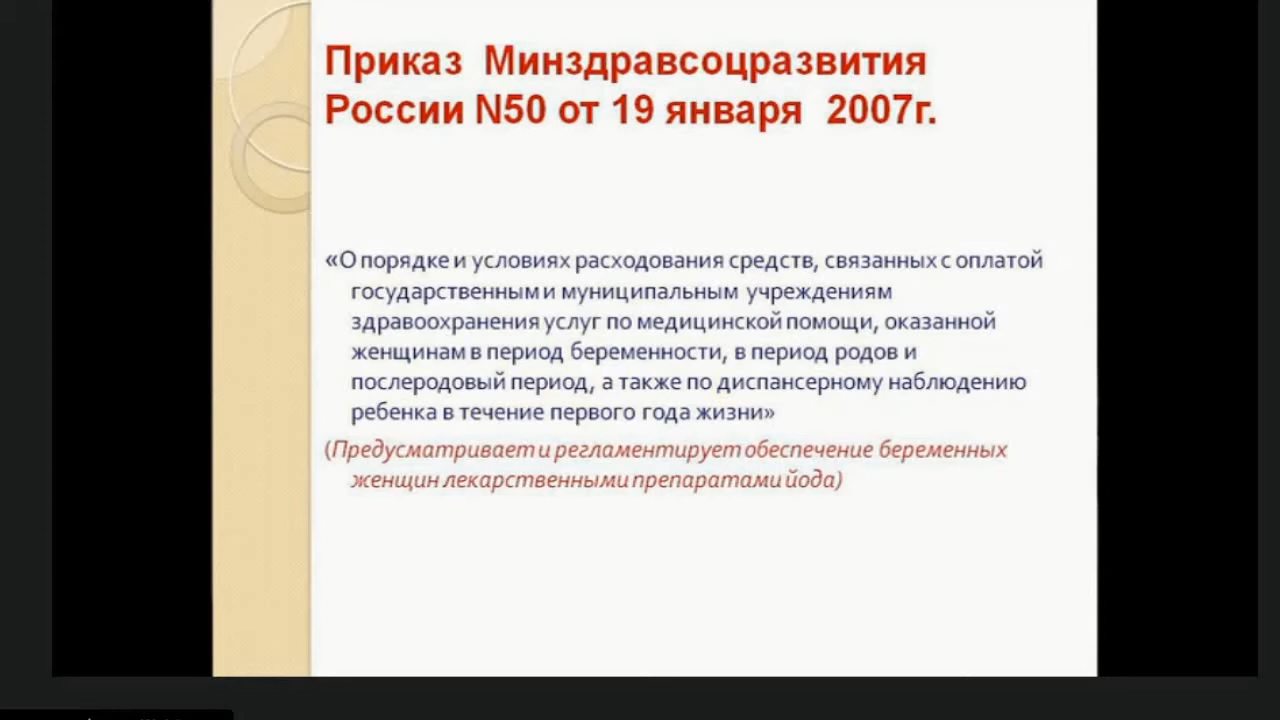 Приказ Минздравсоцразвития
России N50 от 19 января 2007г.
«О порядке и условиях расходования средств, связанных с оплатой
государственным и муниципальным учреждениям
здравоохранения услуг по медицинской помощи, оказанной
женщинам в период беременности, в период родов и
послеродовый период, а также по диспансерному наблюдению
ребенка в течение первого года жизни»
(Предусматривает и регламентирует обеспечение беременных
женщин лекарственными препаратами йода)